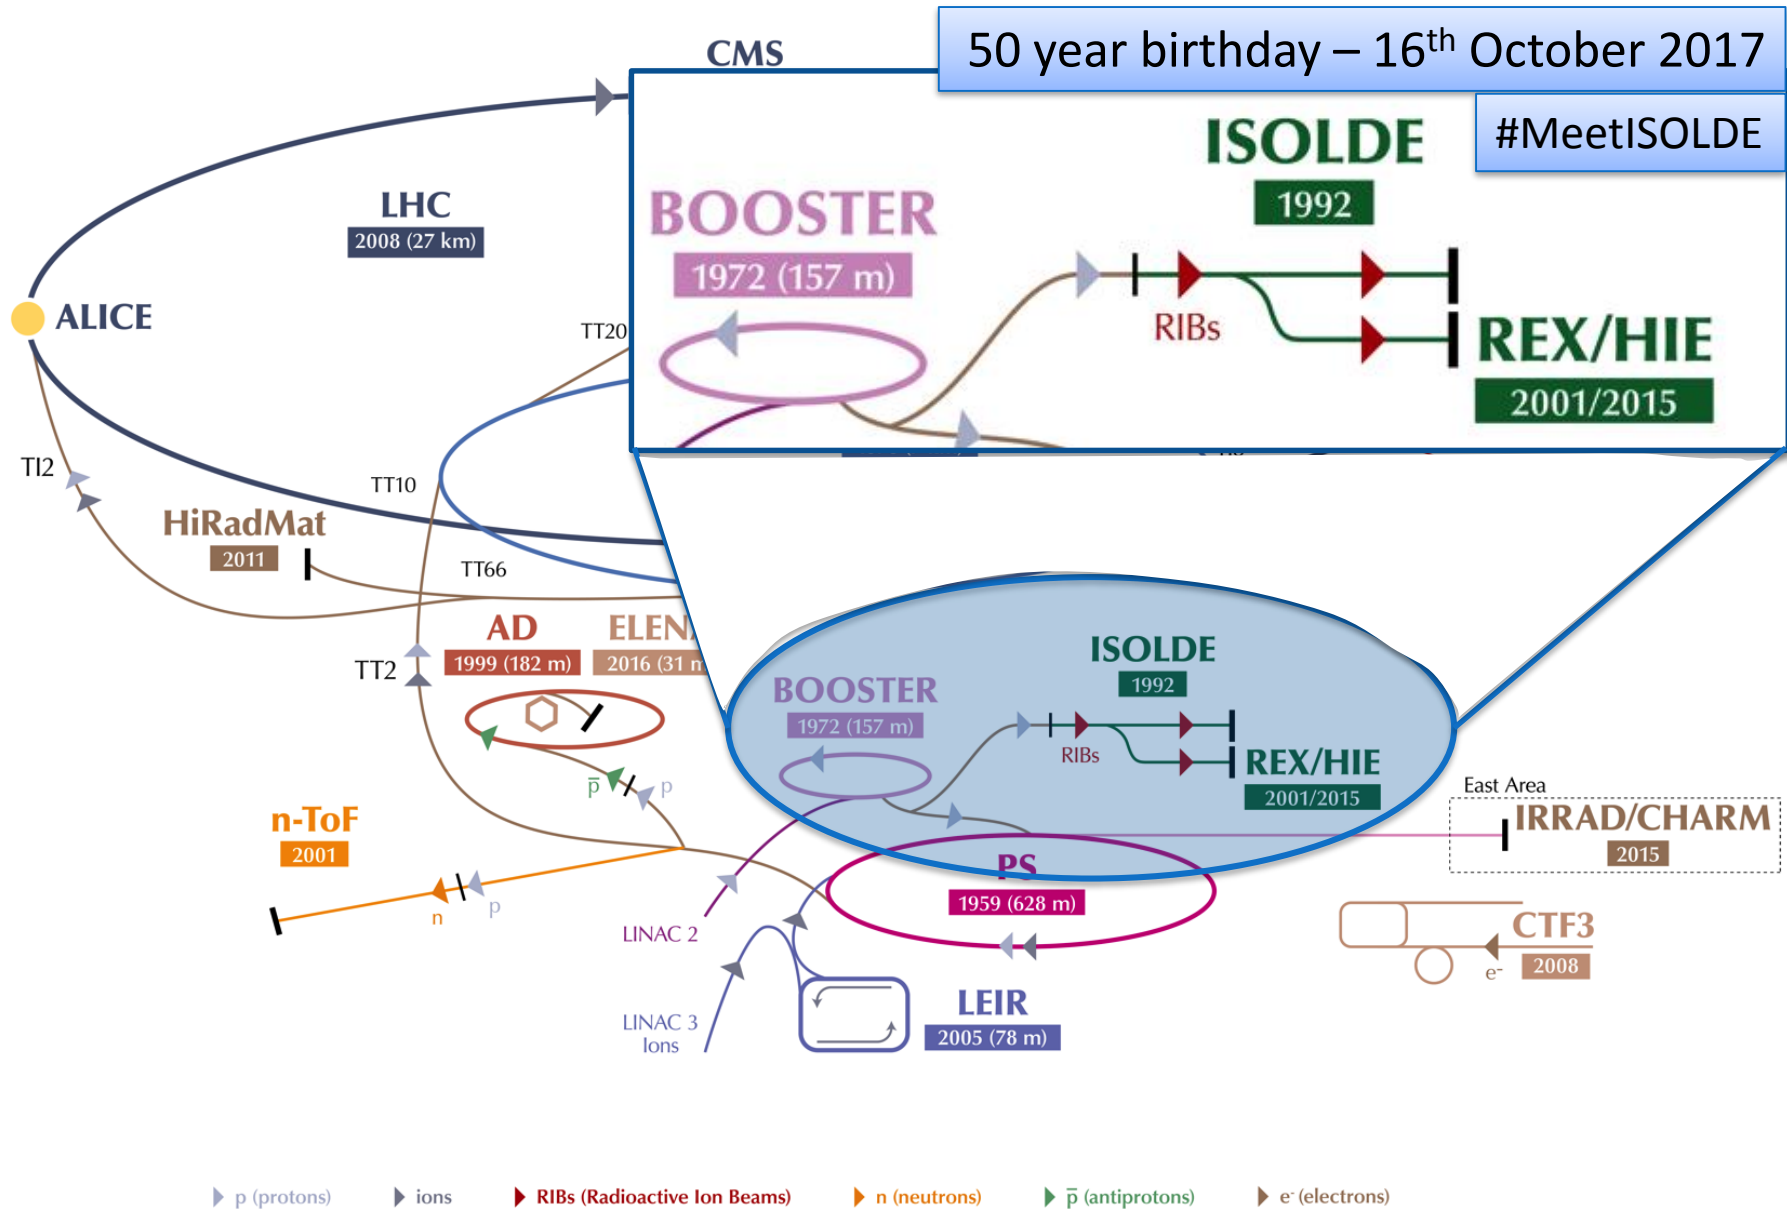 50 year birthday – 16th October 2017
#MeetISOLDE
CMS
ISOLDE
1992
BOOSTER
1972 (157 m)
RIBs
REX/HIE
2001/2015
LHC
2008 (27 km)
ALICE
TT20
TI2
TT10
HiRadMat
2011
TT66
AD
1999 (182 m)
2016 (31
TT2
ISOLDE
1992
BOOSTER
1972 (157 m)
RIBs
REX/HIE
2001/2015
p̄
p
East Area
IRRAD/CHARM
2015
n-ToF
2001
n
p
PS
1959 (628 m)
LINAC 2
CTF3
2008
e-
LINAC 3
Ions
LEIR
2005 (78 m)
p (protons)
ions
RIBs (Radioactive Ion Beams)
n (neutrons)
p̄ (antiprotons)
e- (electrons)